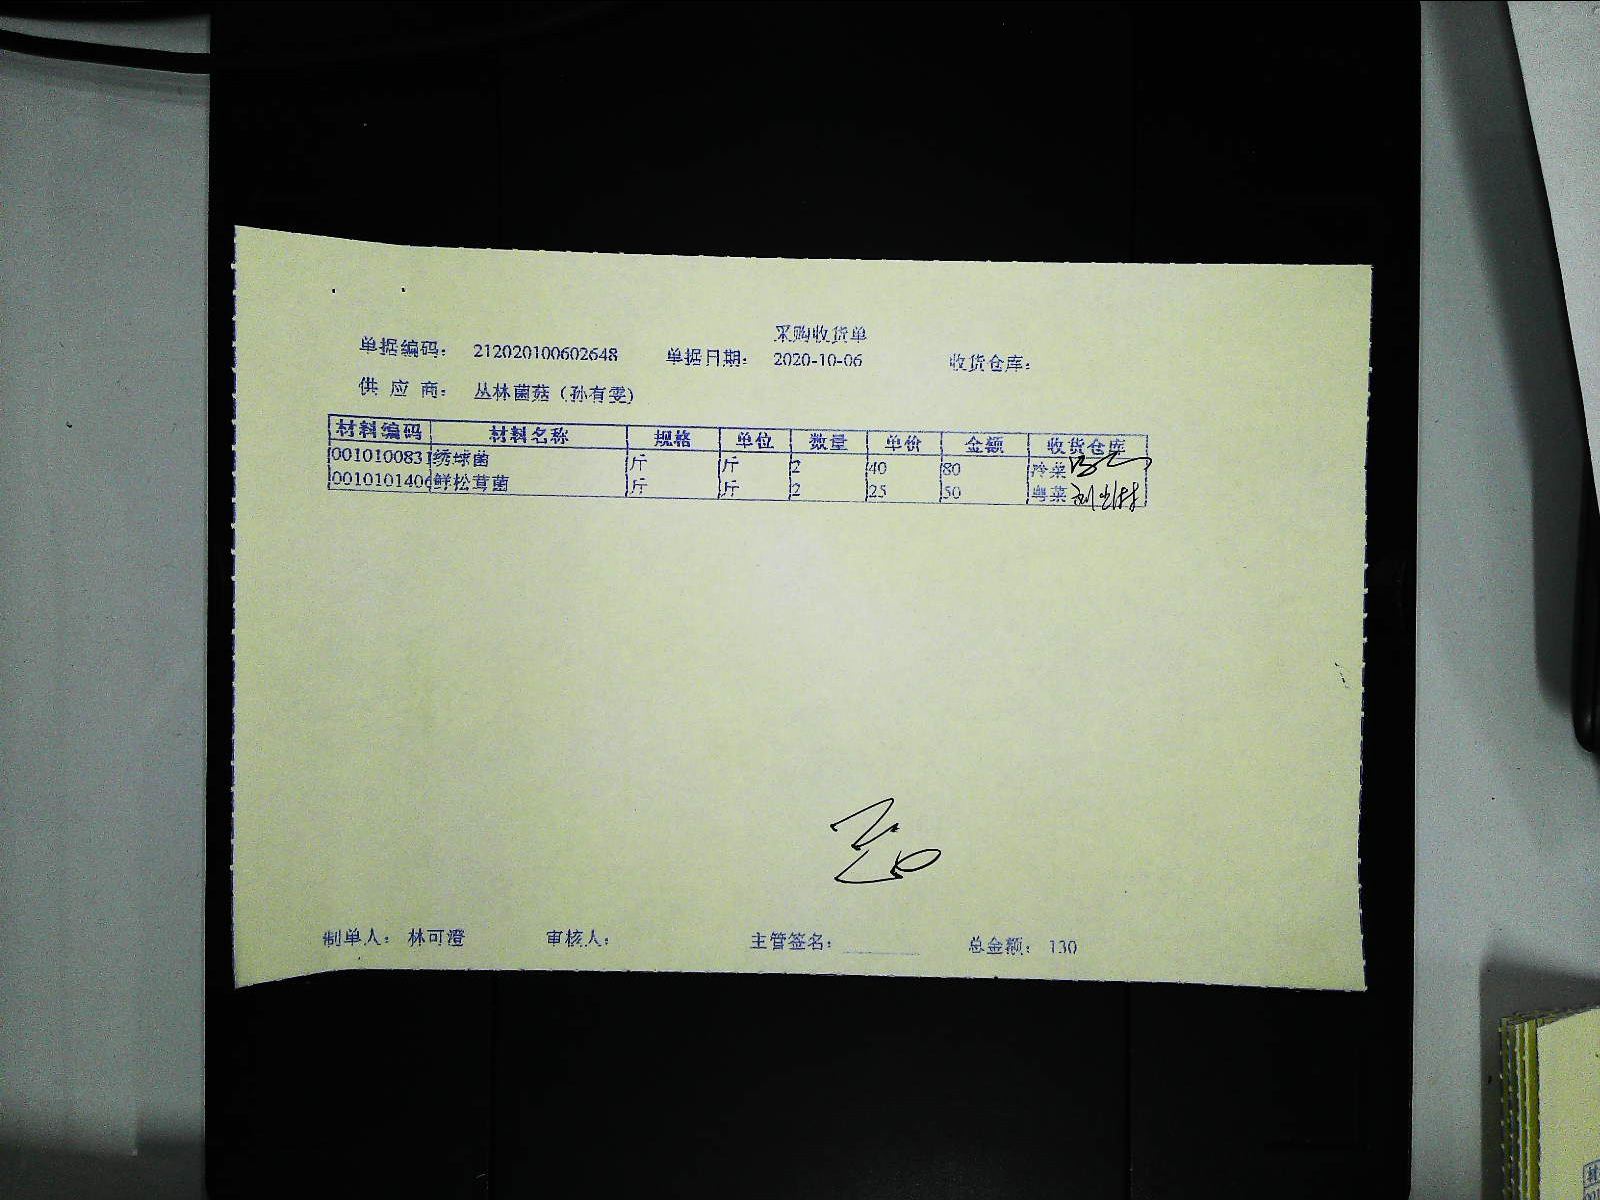 采购收货单
单据编码： 212020100602648 单据日期： 2020-10-06 收货仓库：
供 应 商： 丛林菌菇（孙有雯）
材料编码 材料名称 规格 单位 数量 单价 金额 收货仓库
0010100831 绣球菌 斤 斤 2 40 80 冷菜
001010140 鲜松茸菌 斤 斤 2 25 50 粤菜
制单人： 林可澄 审核人： 主管签名： 总金额： 130